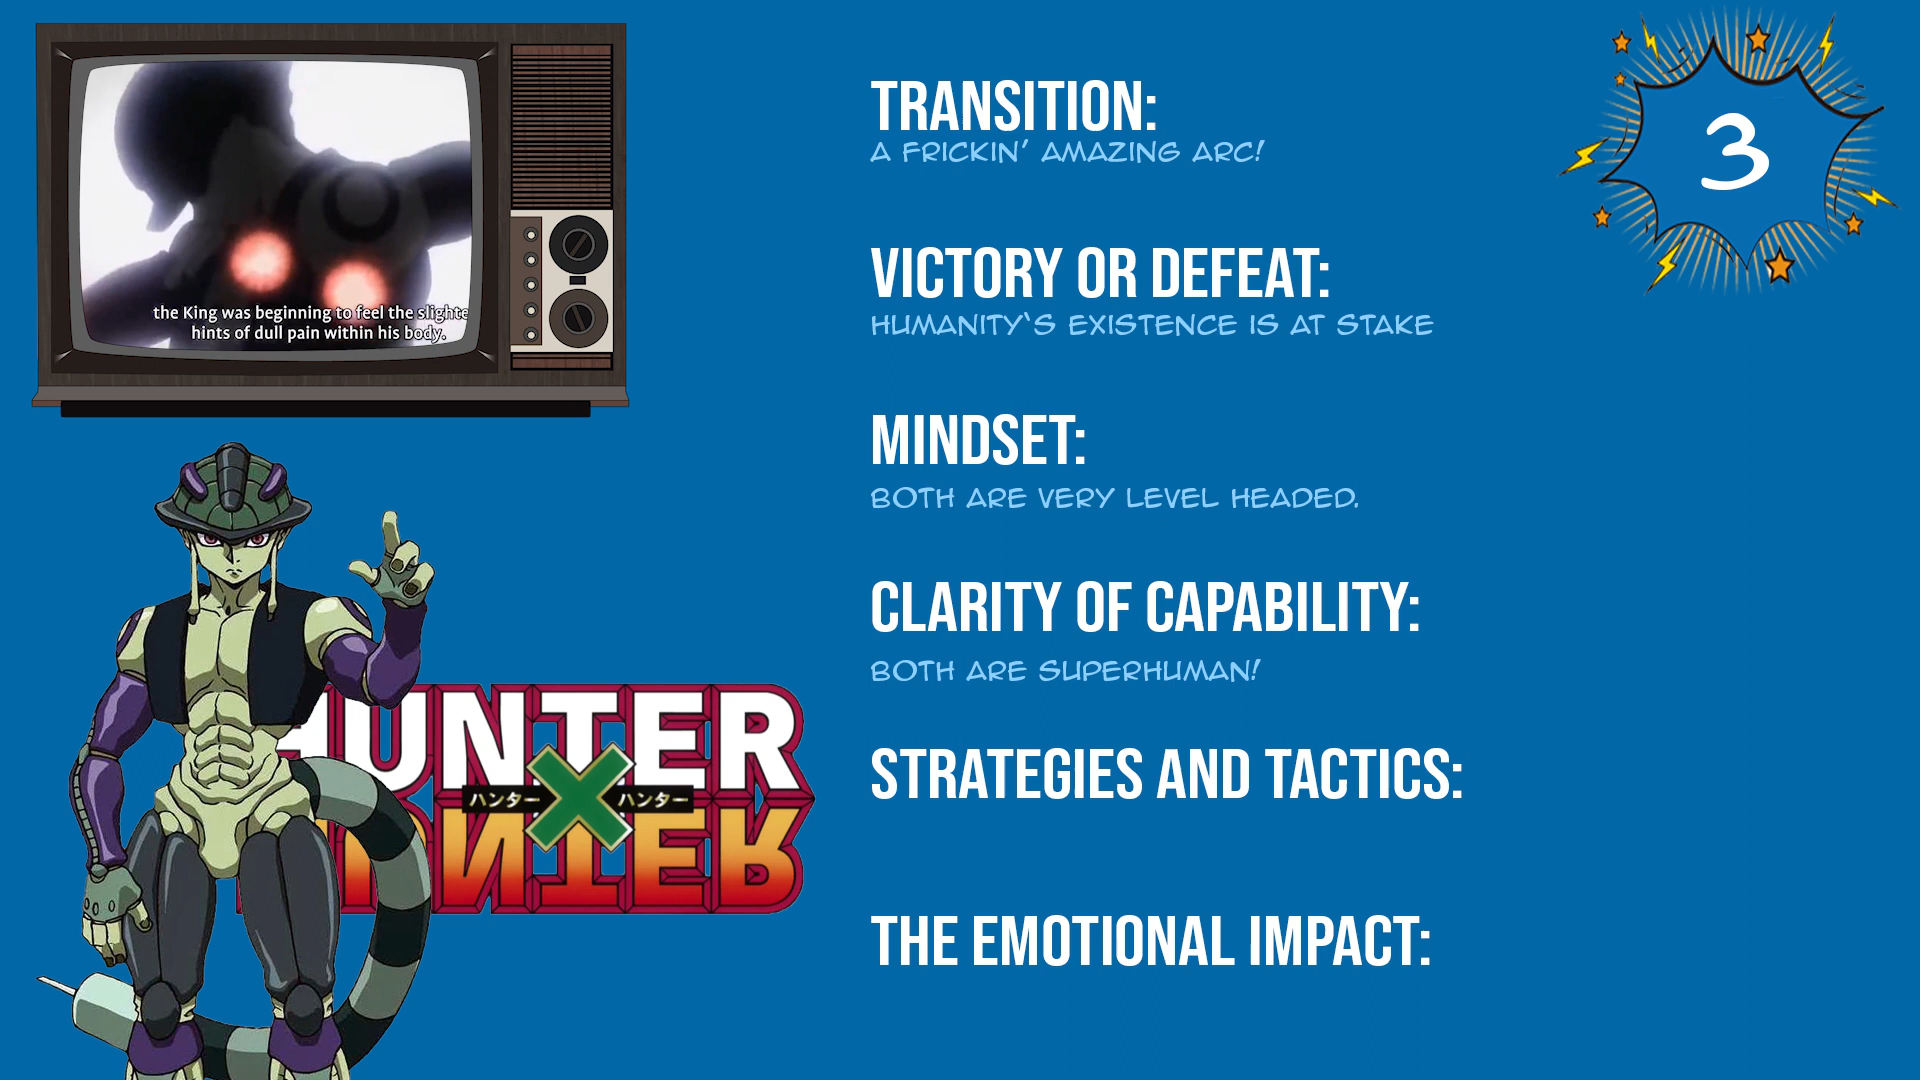 the King was beginning to feel the slighte
hints of dull pain within his body.
TRANSITION:
A FRICKIN' AMAZING ARC!
VICTORY OR DEFEAT:
HUMANITY'S EXISTENCE IS AT STAKE
MINDSET:
BOTH ARE VERY LEVEL HEADED.
CLARITY OF CAPABILITY:
BOTH ARE SUPERHUMAN!
STRATEGIES AND TACTICS:
THE EMOTIONAL IMPACT:
3
HUNTER
ハンター × ハンター
HUNTER